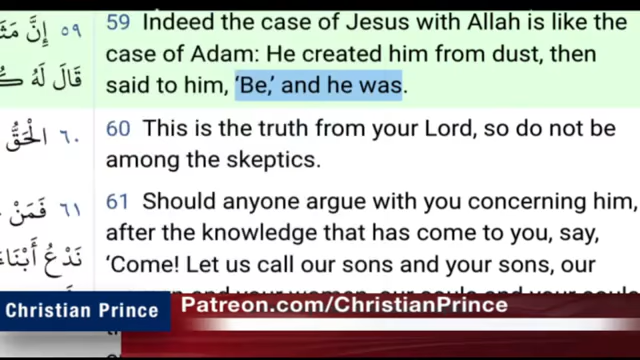 ٥٩ إِنَّ
59 Indeed the case of Jesus with Allah is like the
case of Adam: He created him from dust, then
قَالَ لَهُ
said to him, ‘Be,’ and he was.
٦٠ الْحَقُّ
60 This is the truth from your Lord, so do not be
among the skeptics.
٦١ فَمَنْ
61 Should anyone argue with you concerning him,
after the knowledge that has come to you, say,
نَدْعُ
‘Come! Let us call our sons and your sons, our
Christian Prince
Patreon.com/ChristianPrince